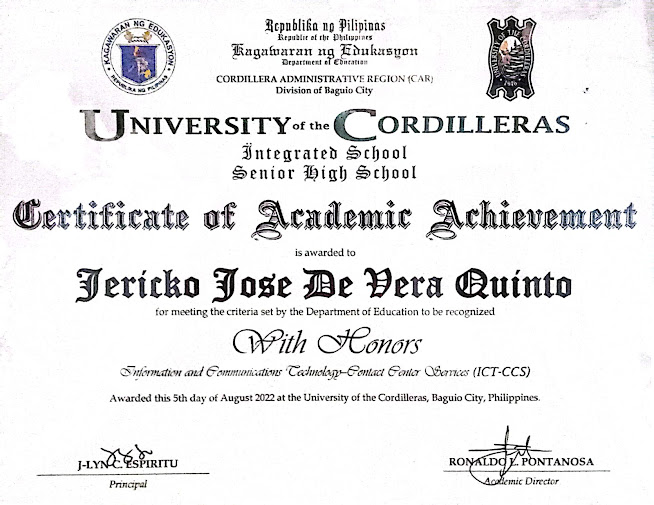 Republika ng Pilipinas
Republic of the Philippines
Kagawaran ng Edukasyon
Department of Education
CORDILLERA ADMINISTRATIVE REGION (CAR)
Division of Baguio City
KAGAWARAN NG EDUKASYON
REPUBLIKA NG PILIPINAS
UNIVERSITY of the CORDILLERAS
Integrated School
Senior High School
Certificate of Academic Achievement
is awarded to
Jericko Jose De Vera Quinto
for meeting the criteria set by the Department of Education to be recognized
With Honors
Information and Communications Technology-Contact Center Services (ICT-CCS)
Awarded this 5th day of August 2022 at the University of the Cordilleras, Baguio City, Philippines.
J-LYN C. ESPIRITU
Principal
RONALDO L. PONTANOSA
Academic Director